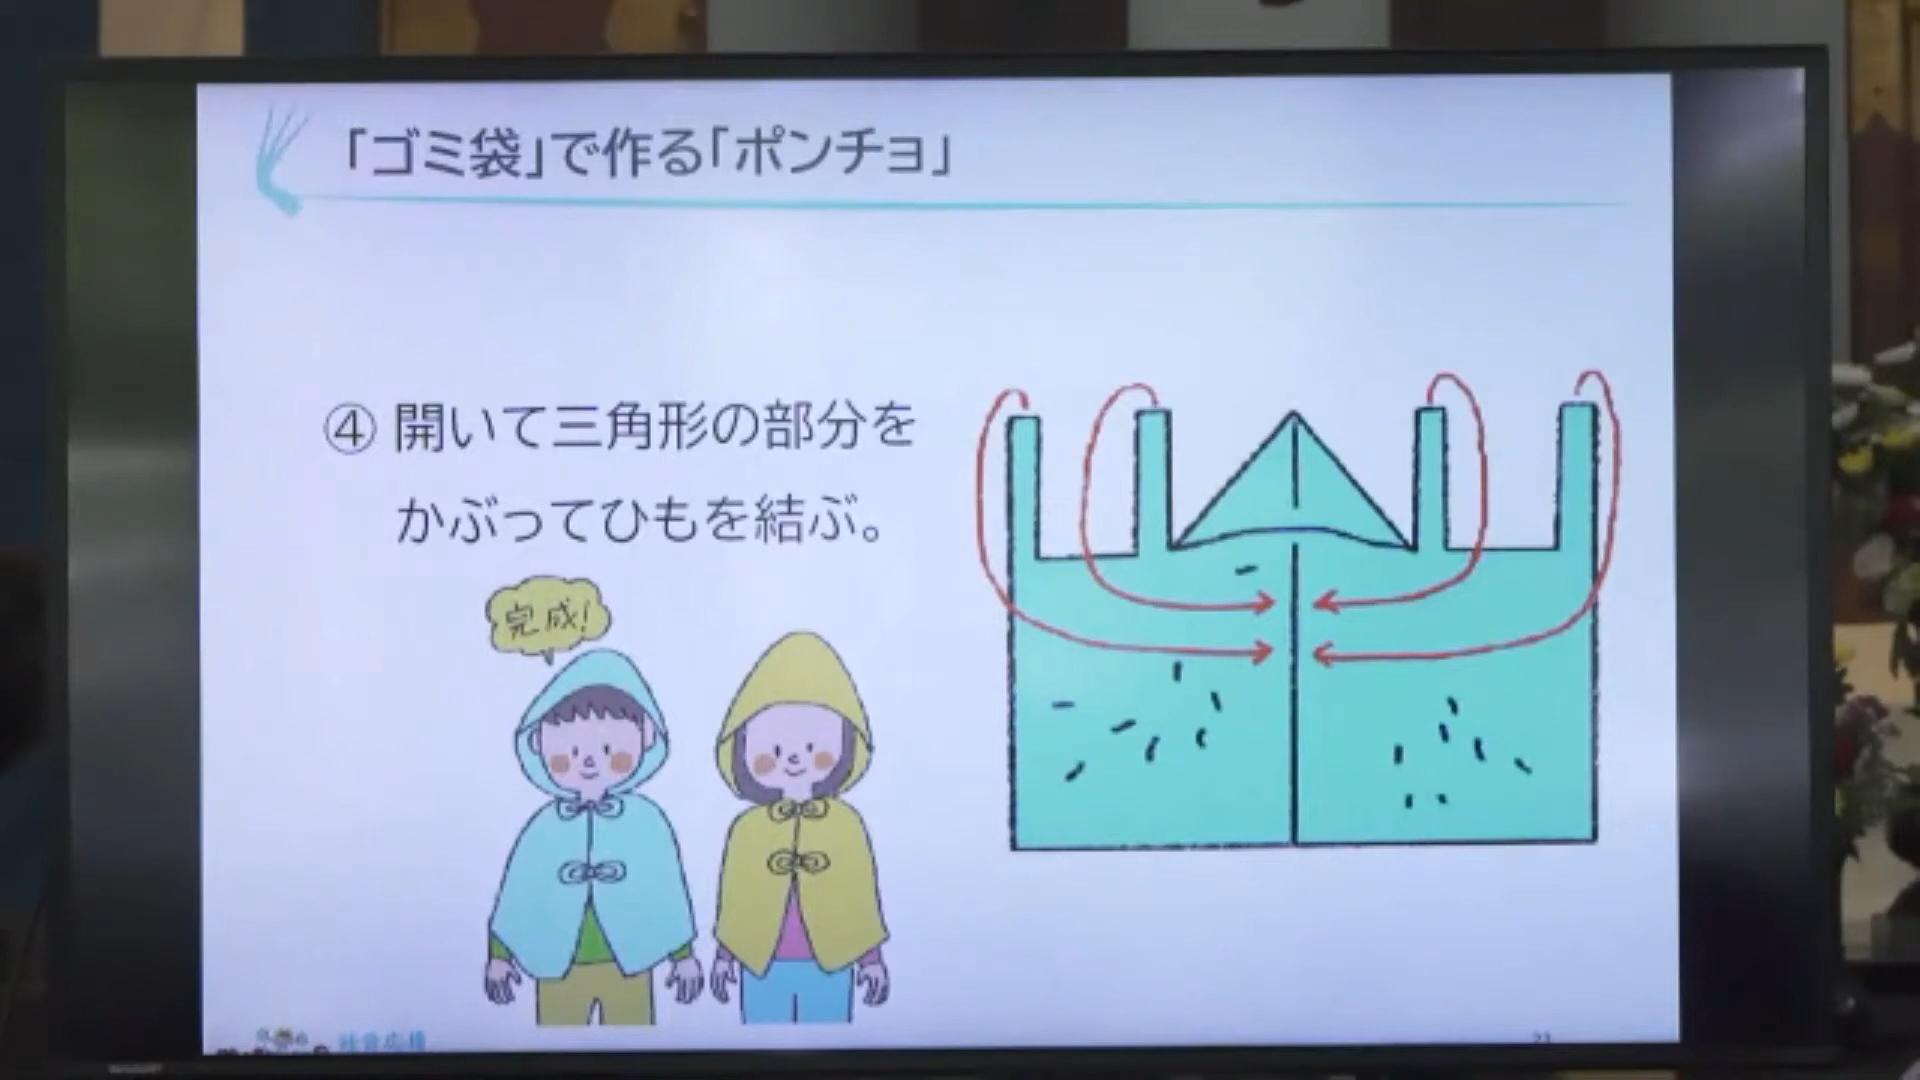 「ゴミ袋」で作る「ポンチョ」
④ 開いて三角形の部分を
かぶってひもを結ぶ。
完成!